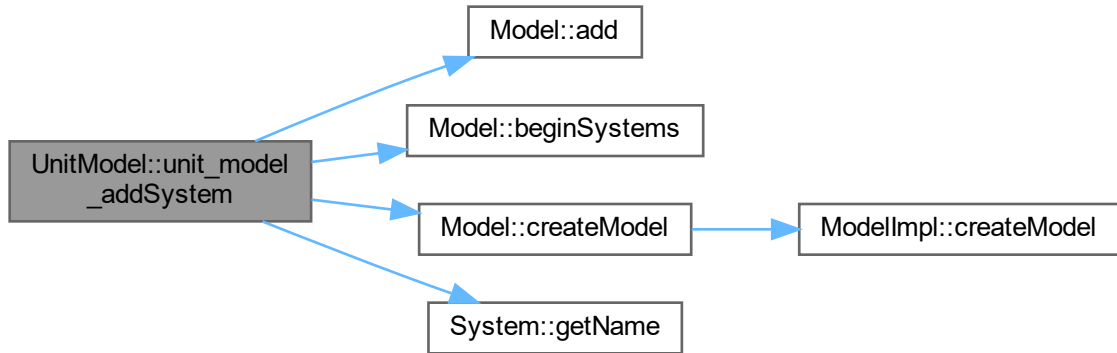 Model::add
Model::beginSystems
UnitModel::unit_model
_addSystem
Model::createModel
ModelImpl::createModel
System::getName